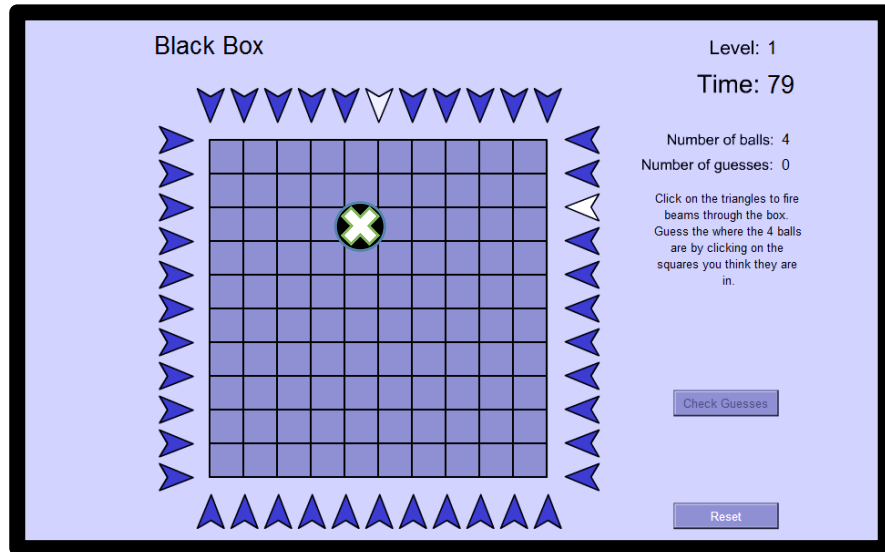 Black Box
Level: 1
Time: 79
Number of balls: 4
Number of guesses: 0
Click on the triangles to fire
beams through the box.
Guess the where the 4 balls
are by clicking on the
squares you think they are
in.
Check Guesses
Reset